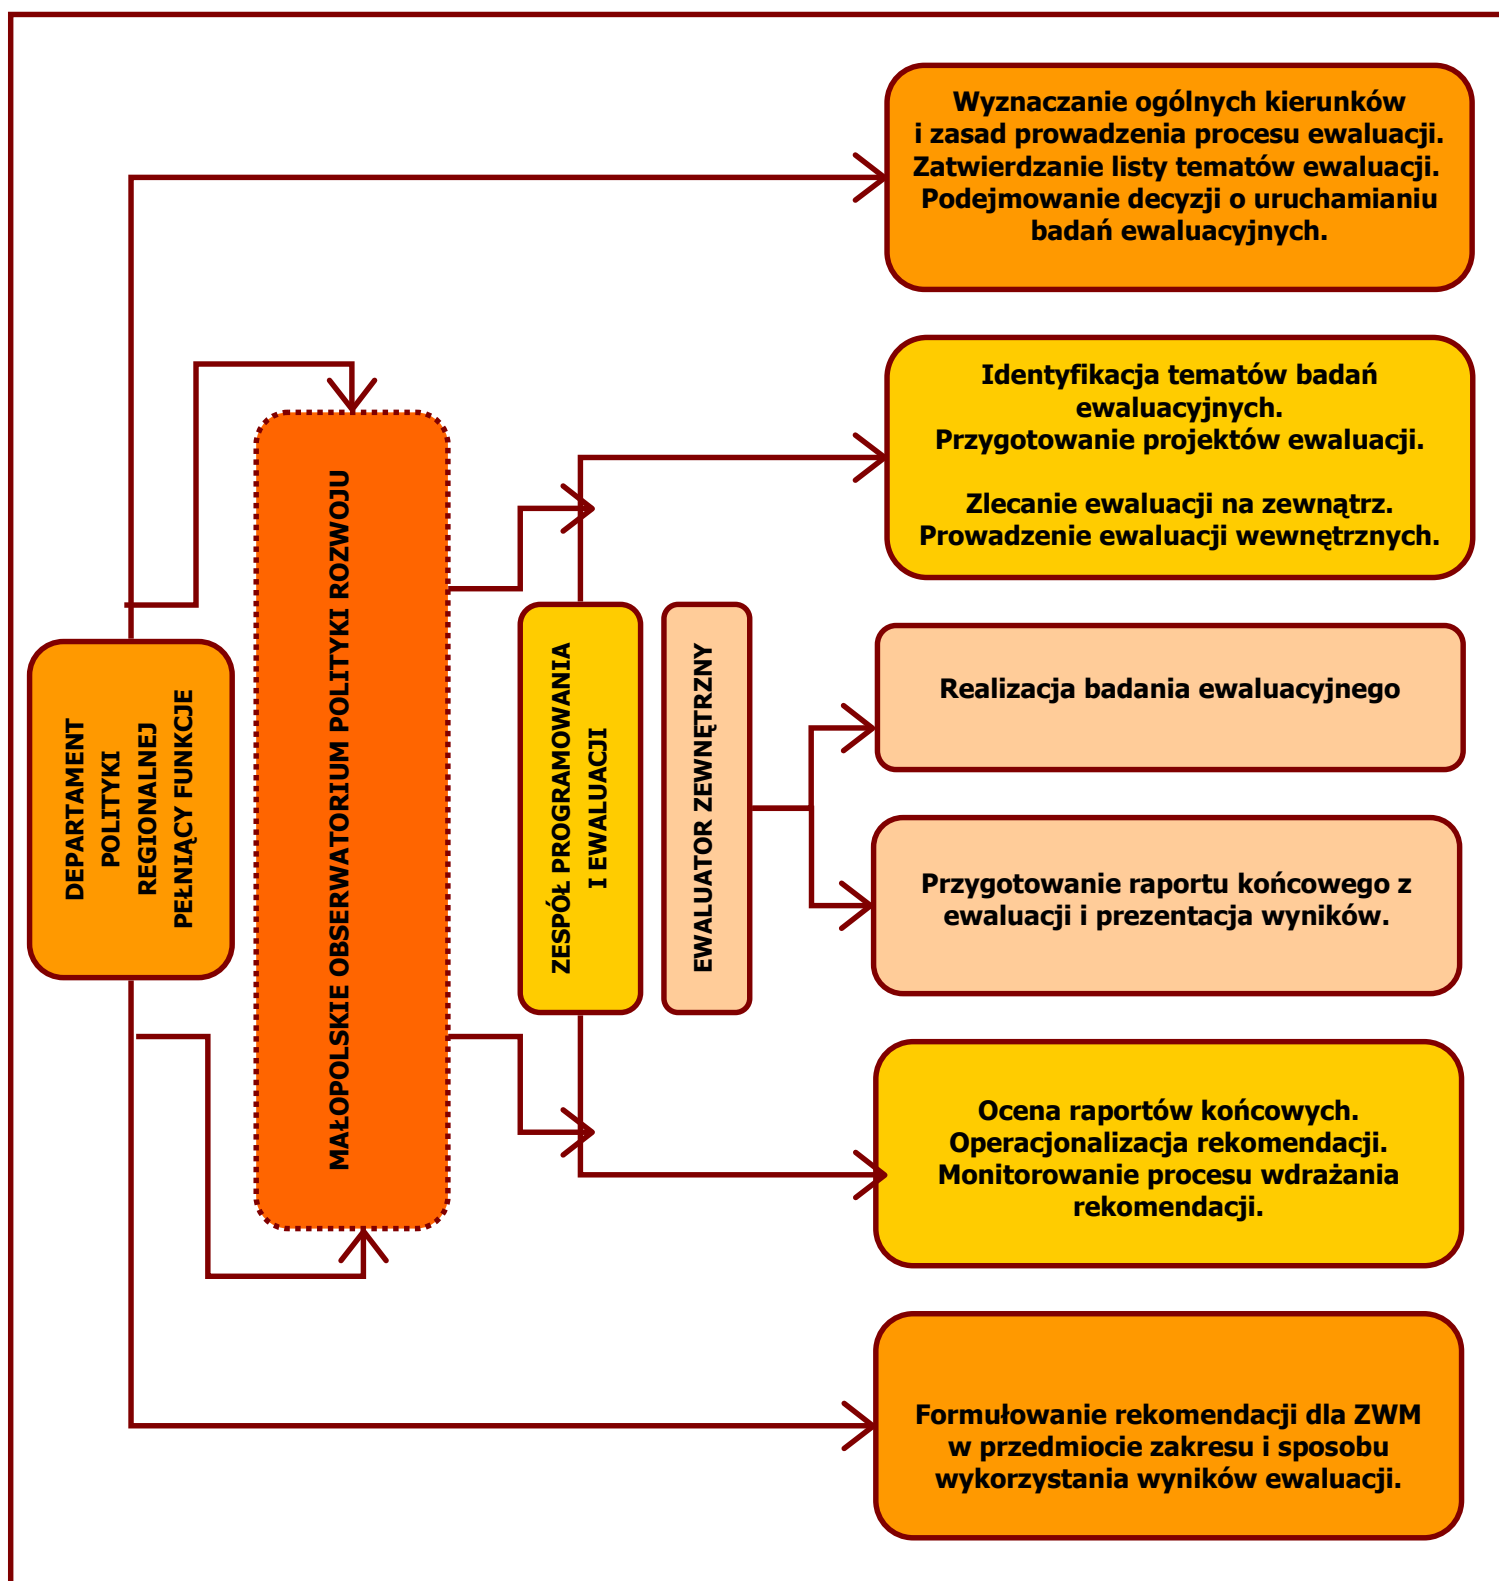 Wyznaczanie ogólnych kierunków
i zasad prowadzenia procesu ewaluacji.
Zatwierdzanie listy tematów ewaluacji.
Podejmowanie decyzji o uruchamianiu
badań ewaluacyjnych.
Identyfikacja tematów badań
ewaluacyjnych.
Przygotowanie projektów ewaluacji.
Zlecanie ewaluacji na zewnątrz.
Prowadzenie ewaluacji wewnętrznych.
DEPARTAMENT
POLITYKI
REGIONALNEJ
PEŁNIĄCY FUNKCJE
MAŁOPOLSKIE OBSERWATORIUM POLITYKI ROZWOJU
ZESPÓŁ PROGRAMOWANIA
I EWALUACJI
EWALUATOR ZEWNĘTRZNY
Realizacja badania ewaluacyjnego
Przygotowanie raportu końcowego z
ewaluacji i prezentacja wyników.
Ocena raportów końcowych.
Operacjonalizacja rekomendacji.
Monitorowanie procesu wdrażania
rekomendacji.
Formułowanie rekomendacji dla ZWM
w przedmiocie zakresu i sposobu
wykorzystania wyników ewaluacji.